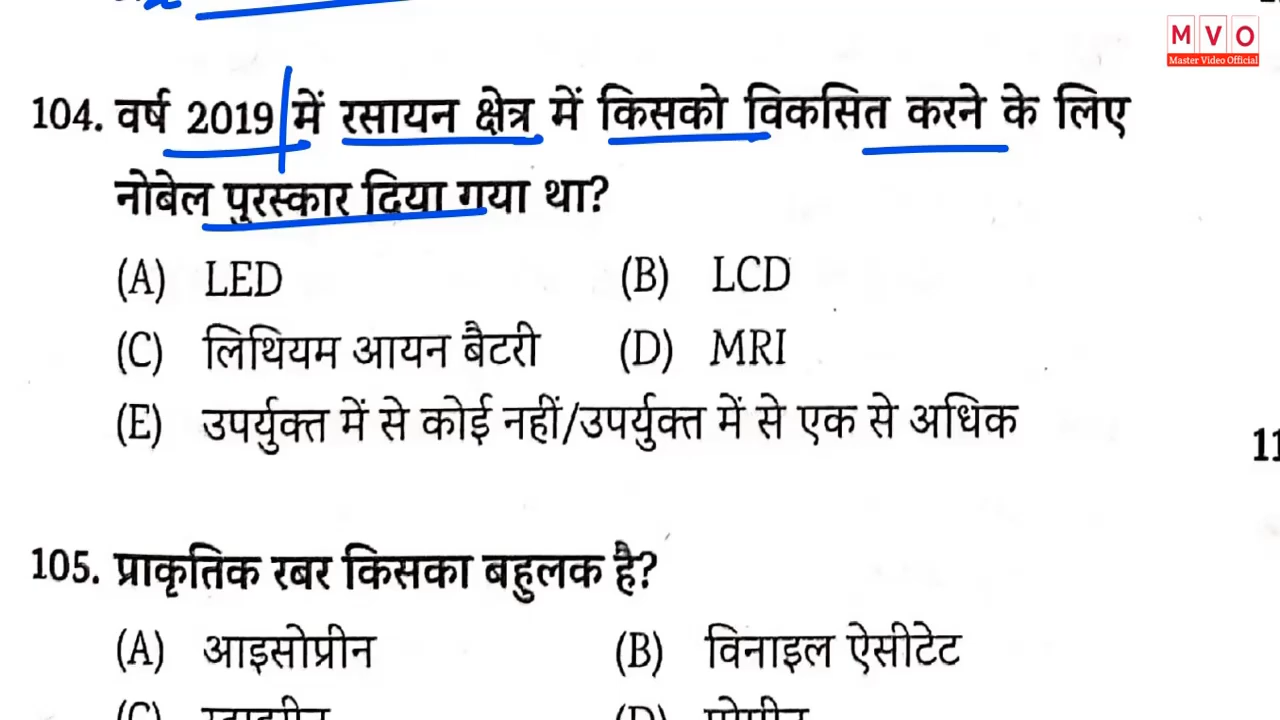 M V O
Master Video Official
104. वर्ष 2019 में रसायन क्षेत्र में किसको विकसित करने के लिए
नोबेल पुरस्कार दिया गया था?
(A) LED (B) LCD
(C) लिथियम आयन बैटरी (D) MRI
(E) उपर्युक्त में से कोई नहीं/उपर्युक्त में से एक से अधिक
11
105. प्राकृतिक रबर किसका बहुलक है?
(A) आइसोप्रीन (B) विनाइल ऐसीटेट
(C) (D)